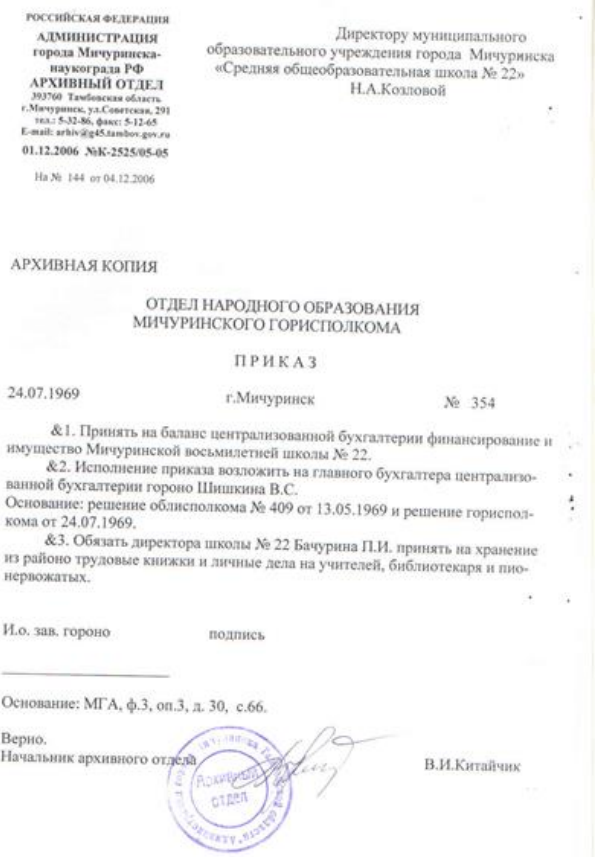 РОССИЙСКАЯ ФЕДЕРАЦИЯ
АДМИНИСТРАЦИЯ
города Мичуринска-
наукограда РФ
АРХИВНЫЙ ОТДЕЛ
393760 Тамбовская область
г.Мичуринск, ул.Советская, 291
тел.: 5-32-86, факс: 5-12-65
E-mail: arhiv@g45.tambov.gov.ru
01.12.2006 №К-2525/05-05
На № 144 от 04.12.2006
Директору муниципального
образовательного учреждения города Мичуринска
«Средняя общеобразовательная школа № 22»
Н.А.Козловой
АРХИВНАЯ КОПИЯ
ОТДЕЛ НАРОДНОГО ОБРАЗОВАНИЯ
МИЧУРИНСКОГО ГОРИСПОЛКОМА
П Р И К А З
24.07.1969 г.Мичуринск № 354
&1. Принять на баланс централизованной бухгалтерии финансирование и
имущество Мичуринской восьмилетней школы № 22.
&2. Исполнение приказа возложить на главного бухгалтера централизо-
ванной бухгалтерии гороно Шишкина В.С.
Основание: решение облисполкома № 409 от 13.05.1969 и решение гориспол-
кома от 24.07.1969.
&3. Обязать директора школы № 22 Бачурина П.И. принять на хранение
из районо трудовые книжки и личные дела на учителей, библиотекаря и пио-
нервожатых.
И.о. зав. гороно подпись
Основание: МГА, ф.3, оп.3, д. 30, с.66.
Верно.
Начальник архивного отдела В.И.Китайчик
Архивный
отдел